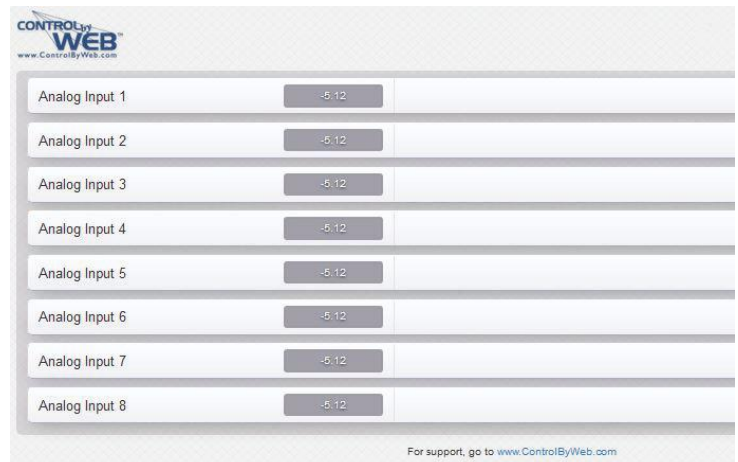 CONTROL by
WEB™
www.ControlByWeb.com
Analog Input 1 -5.12
Analog Input 2 -5.12
Analog Input 3 -5.12
Analog Input 4 -5.12
Analog Input 5 -5.12
Analog Input 6 -5.12
Analog Input 7 -5.12
Analog Input 8 -5.12
For support, go to www.ControlByWeb.com